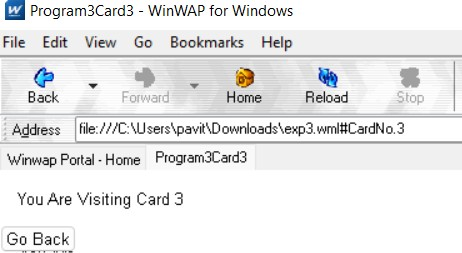 Program3Card3 - WinWAP for Windows
File Edit View Go Bookmarks Help
Back Forward Home Reload Stop
Address file:///C:\Users\pavit\Downloads\exp3.wml#CardNo.3
Winwap Portal - Home Program3Card3
You Are Visiting Card 3
Go Back